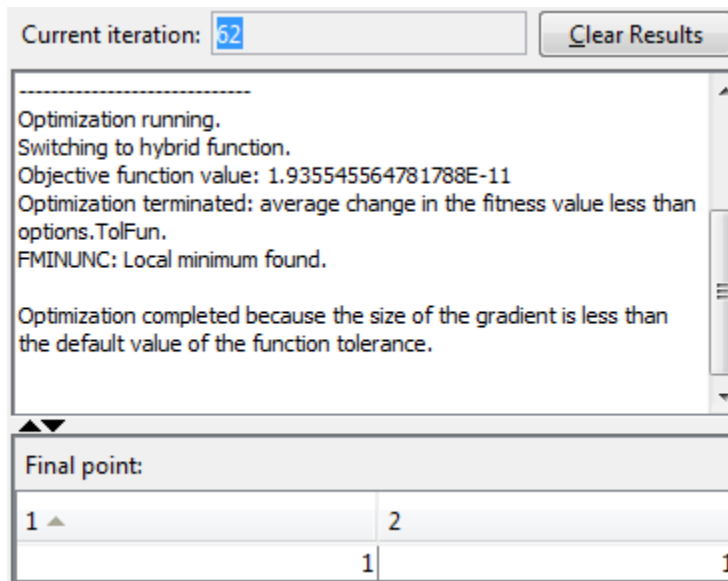 Current iteration: 62 Clear Results
------------------------------
Optimization running.
Switching to hybrid function.
Objective function value: 1.935545564781788E-11
Optimization terminated: average change in the fitness value less than
options.TolFun.
FMINUNC: Local minimum found.
Optimization completed because the size of the gradient is less than
the default value of the function tolerance.
Final point:
1 2
1 1